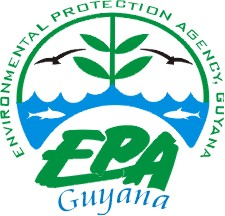 ENVIRONMENTAL PROTECTION AGENCY, GUYANA
EPA
Guyana